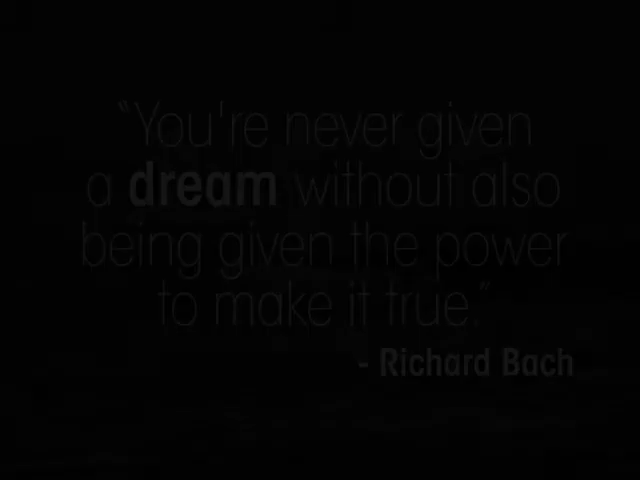 “You're never given
a dream without also
being given the power
to make it true.”
- Richard Bach